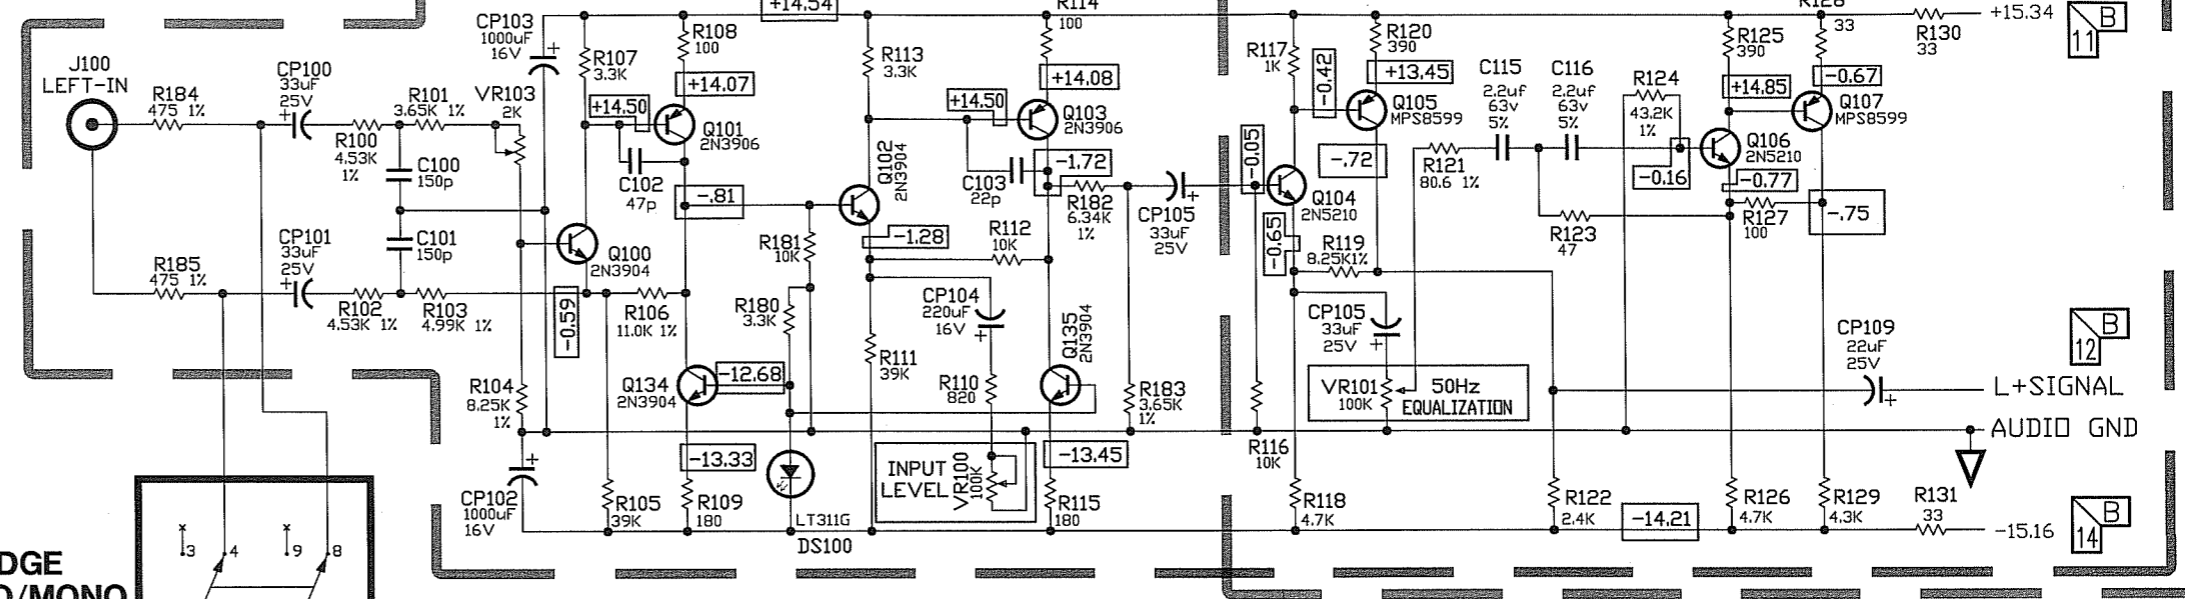 J100
LEFT-IN
R184
475 1%
R185
475 1%
CP100
33uF
25V
+
CP101
33uF
25V
+
R100
4.53K
1%
R101
3.65K 1%
C100
150p
C101
150p
R102
4.53K 1%
R103
4.99K 1%
VR103
2K
CP103
1000uF
16V
+
R107
3.3K
R108
100
+14.54
+14.50
+14.07
Q101
2N3906
C102
47p
-.81
Q100
2N3904
-0.59
R106
11.0K 1%
R104
8.25K
1%
CP102
1000uF
16V
+
R105
39K
Q134
2N3904
-12.68
-13.33
R109
180
R180
3.3K
R181
10K
LT311G
DS100
R113
3.3K
Q102
2N3904
-1.28
R111
39K
R114
100
+14.50
+14.08
Q103
2N3906
C103
22p
-1.72
R112
10K
R182
6.34K
1%
CP104
220uF
16V
+
R110
820
INPUT
LEVEL
VR100
100K
Q135
2N3904
-13.45
R115
180
R183
3.65K
1%
CP105
33uF
25V
+
-0.05
R116
10K
R117
1K
-0.42
R120
390
+13.45
Q105
MPS8599
-.72
Q104
2N5210
-0.65
R119
8.25K1%
CP105
33uF
25V
+
VR101
100K
50Hz
EQUALIZATION
R118
4.7K
R121
80.6 1%
C115
2.2uf
63v
5%
C116
2.2uf
63v
5%
R123
47
R124
43.2K
1%
-0.16
R125
390
+14.85
Q106
2N5210
-0.77
R127
100
33
-0.67
Q107
MPS8599
-.75
R130
33
+15.34
B
11
B
12
CP109
22uF
25V
+
L+SIGNAL
AUDIO GND
R122
2.4K
-14.21
R126
4.7K
R129
4.3K
R131
33
-15.16
B
14
x
3
4
x
9
8
DGE
/MONO